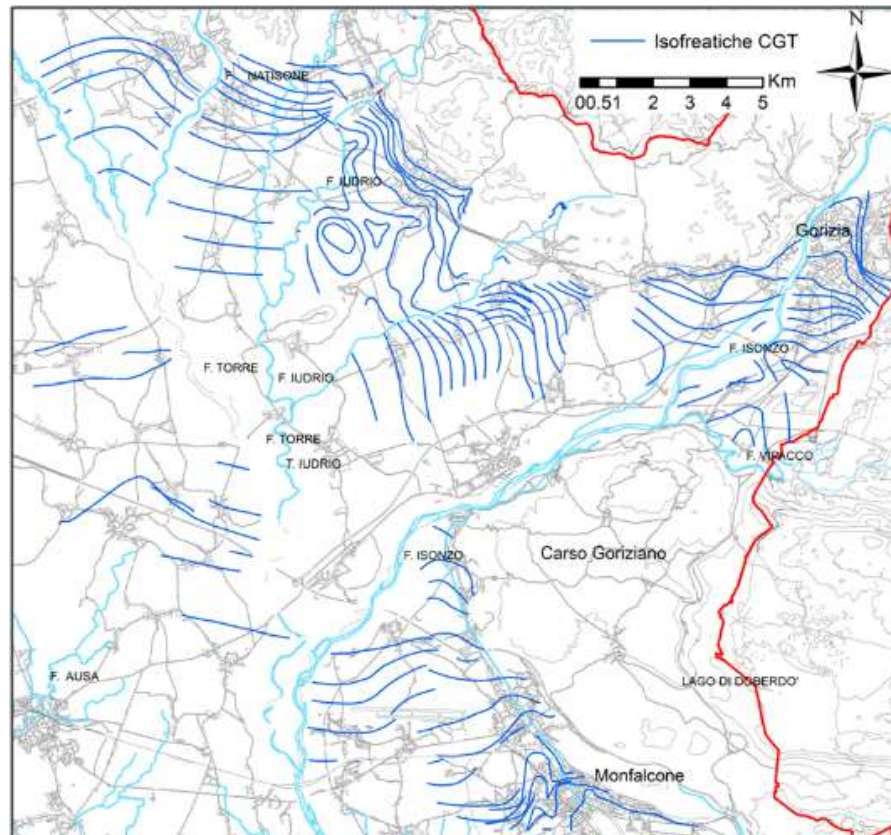 N
Isofreatiche CGT
Km
00.51 2 3 4 5
F. NATISONE
F. IUDRIO
Gorizia
F. ISONZO
F. TORRE
F. IUDRIO
F. TORRE
T. IUDRIO
F. VIPACCO
F. ISONZO
Carso Goriziano
F. AUSA
LAGO DI DOBERDO'
Monfalcone